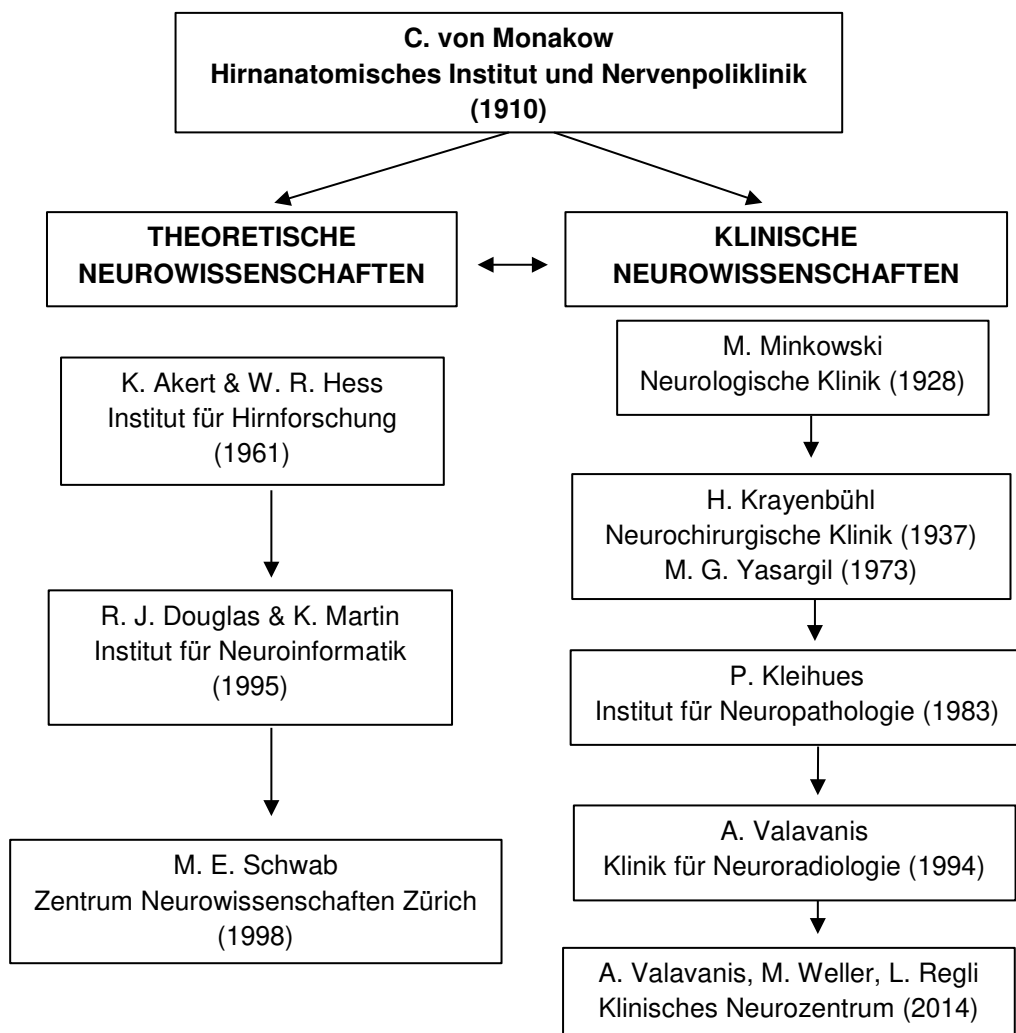 C. von Monakow
Hirnanatomisches Institut und Nervenpoliklinik
(1910)
THEORETISCHE
NEUROWISSENSCHAFTEN
KLINISCHE
NEUROWISSENSCHAFTEN
K. Akert & W. R. Hess
Institut für Hirnforschung
(1961)
R. J. Douglas & K. Martin
Institut für Neuroinformatik
(1995)
M. E. Schwab
Zentrum Neurowissenschaften Zürich
(1998)
M. Minkowski
Neurologische Klinik (1928)
H. Krayenbühl
Neurochirurgische Klinik (1937)
M. G. Yasargil (1973)
P. Kleihues
Institut für Neuropathologie (1983)
A. Valavanis
Klinik für Neuroradiologie (1994)
A. Valavanis, M. Weller, L. Regli
Klinisches Neurozentrum (2014)